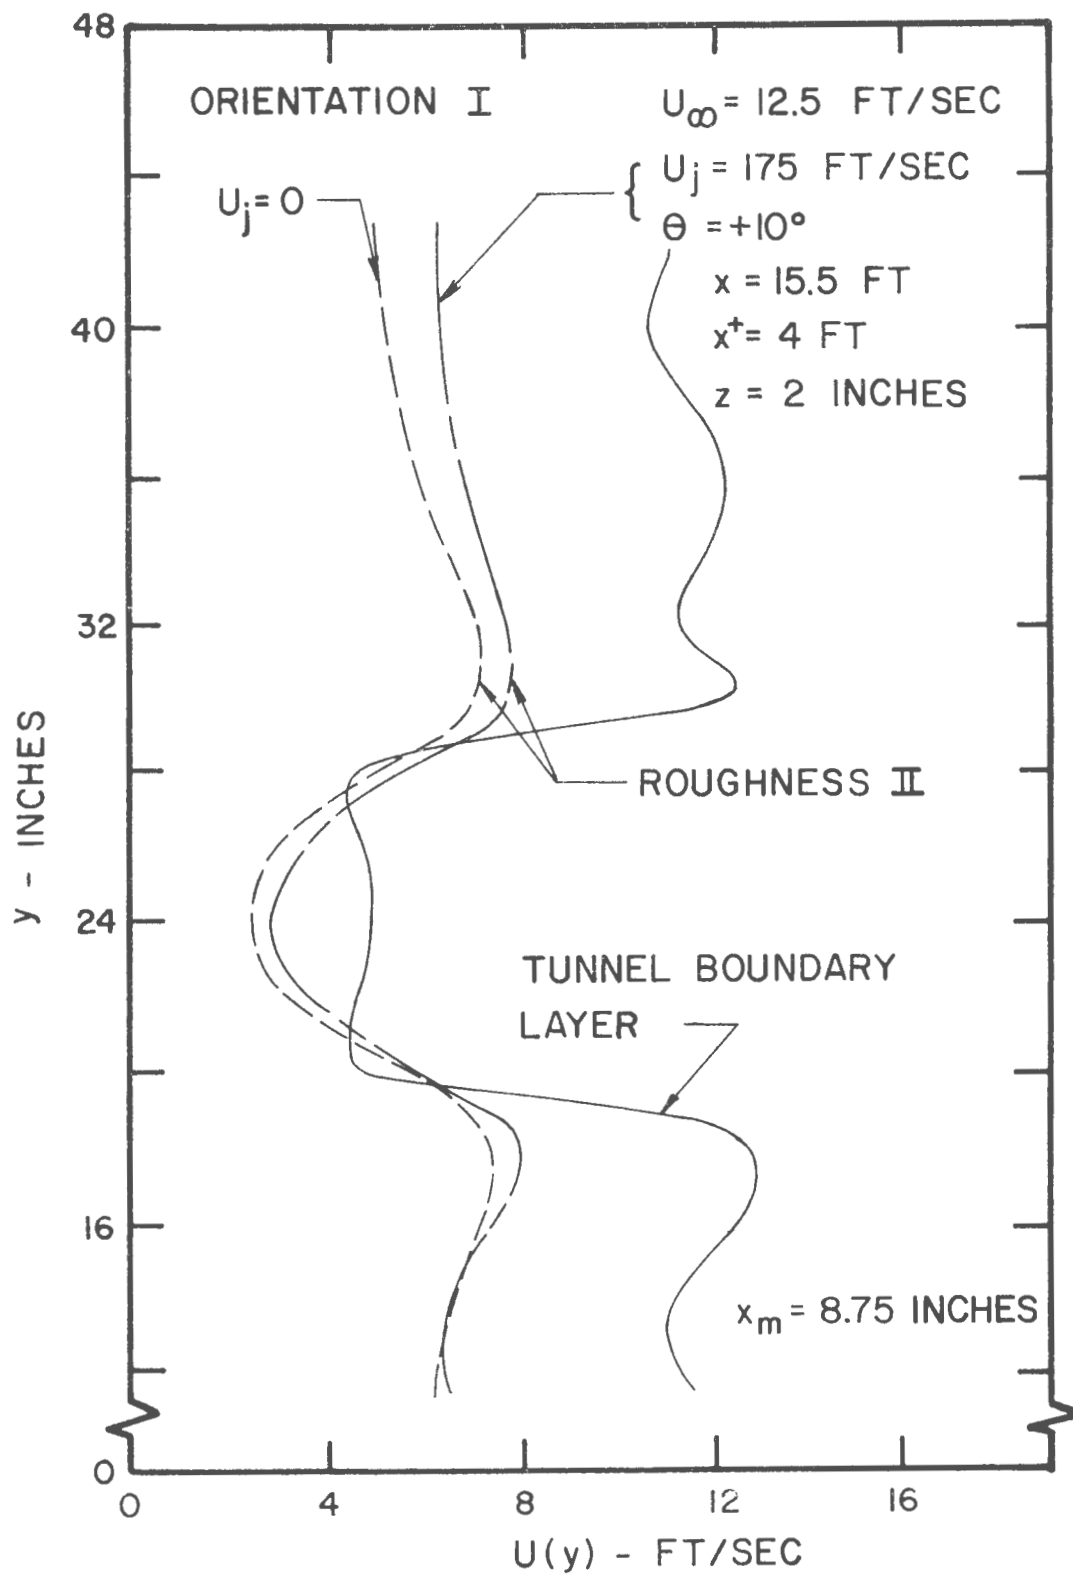 48
ORIENTATION I
U∞ = 12.5 FT/SEC
Uj = 175 FT/SEC
Uj = 0
θ = +10°
x = 15.5 FT
x⁺ = 4 FT
z = 2 INCHES
40
32
ROUGHNESS II
y - INCHES
24
TUNNEL BOUNDARY
LAYER
16
xm = 8.75 INCHES
0
0 4 8 12 16
U(y) - FT/SEC